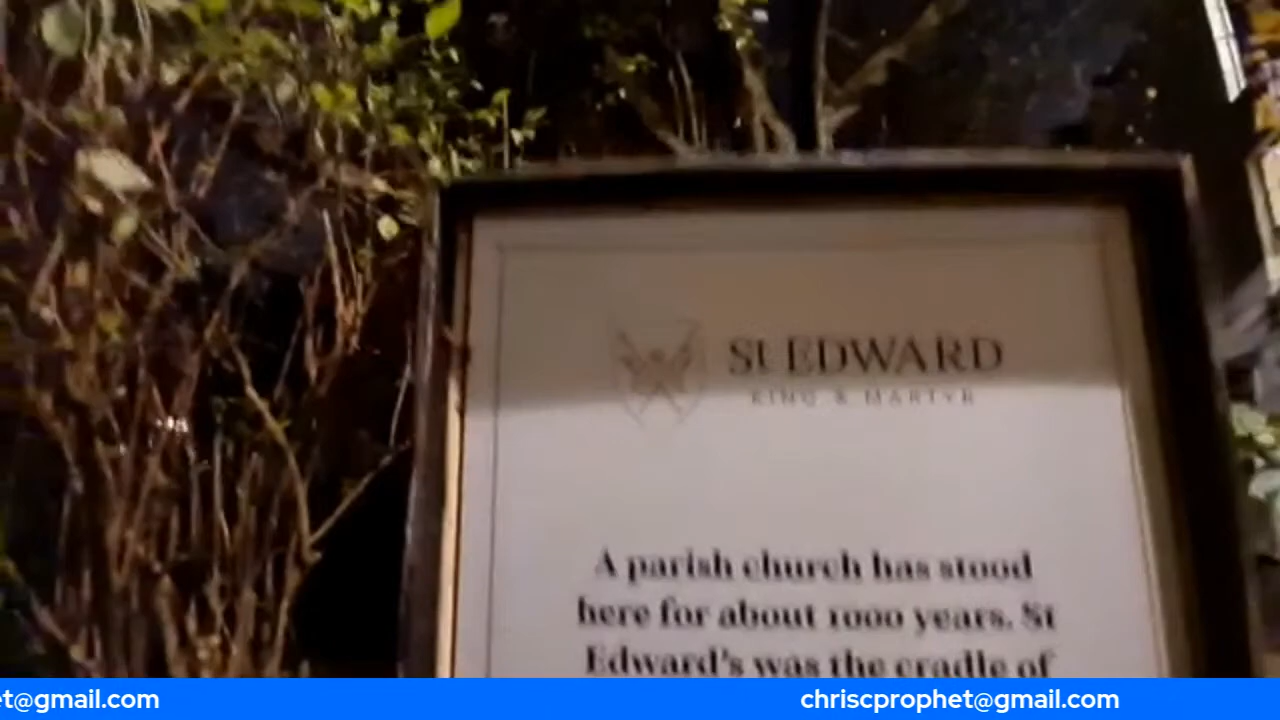 St EDWARD
KING & MARTYR
A parish church has stood
here for about 1000 years. St
Edward's was the cradle of
et@gmail.com
chriscprophet@gmail.com